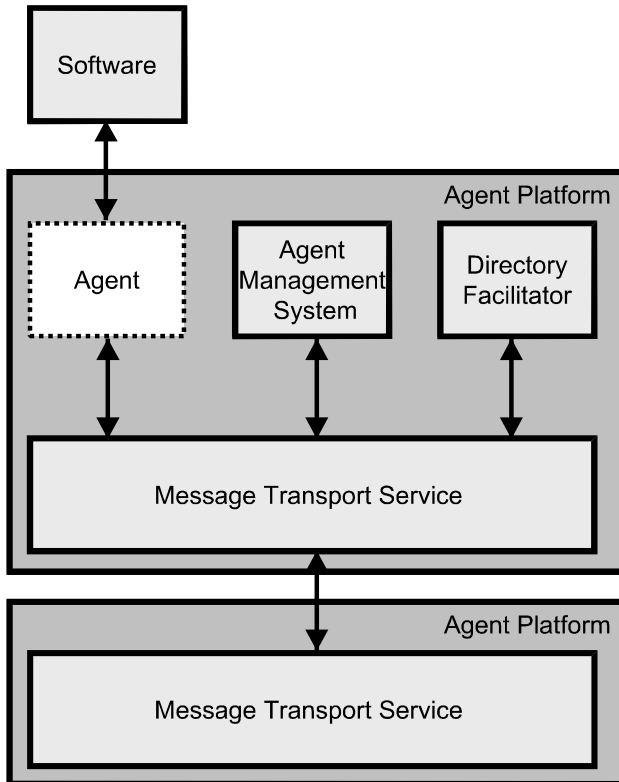 Software
Agent Platform
Agent
Agent
Management
System
Directory
Facilitator
Message Transport Service
Agent Platform
Message Transport Service